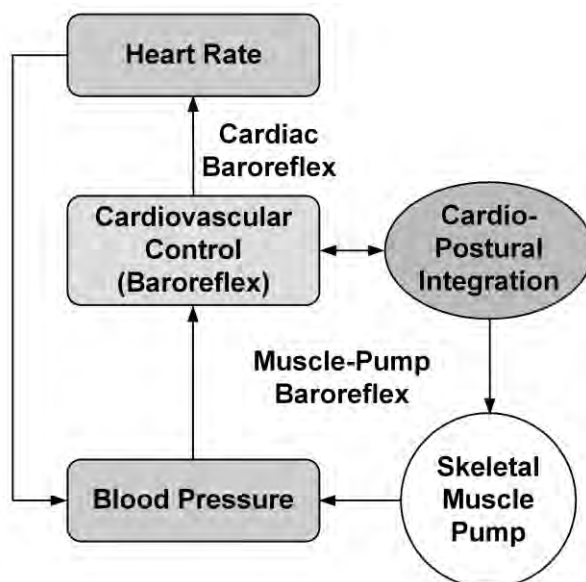 Heart Rate
Cardiac
Baroreflex
Cardiovascular
Control
(Baroreflex)
Cardio-
Postural
Integration
Muscle-Pump
Baroreflex
Blood Pressure
Skeletal
Muscle
Pump